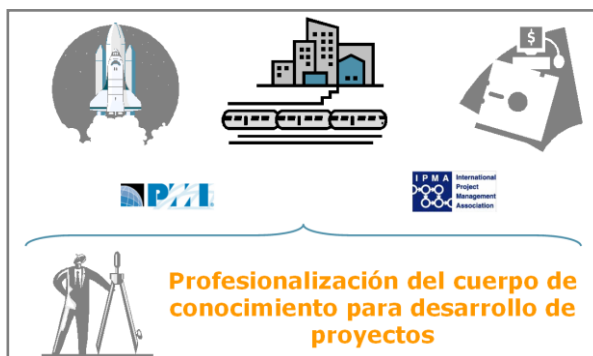 $
PMI
IPMA
International
Project
Management
Association
Profesionalización del cuerpo de
conocimiento para desarrollo de
proyectos